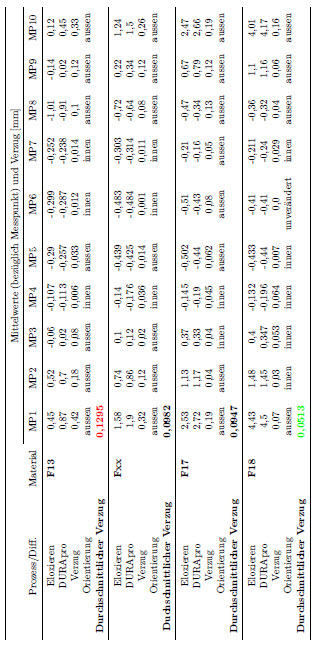 Mittelwerte (bezüglich Messpunkt) und Verzug [mm]
Prozess/Diff. Material MP1 MP2 MP3 MP4 MP5 MP6 MP7 MP8 MP9 MP10
Eloxieren F13 0,45 0,52 -0,06 -0,107 -0,29 -0,299 -0,252 -1,01 -0,14 0,12
DURApro 0,87 0,7 0,02 -0,113 -0,257 -0,287 -0,238 -0,91 0,02 0,45
Verzug 0,42 0,18 0,08 0,006 0,033 0,012 0,014 0,1 0,12 0,33
Orientierung aussen aussen aussen innen aussen innen innen aussen aussen aussen
Durchschnittlicher Verzug 0,1295
Eloxieren Fxx 1,58 0,74 0,1 -0,14 -0,439 -0,483 -0,303 -0,72 0,22 1,24
DURApro 1,9 0,86 0,12 -0,176 -0,425 -0,484 -0,314 -0,64 0,34 1,5
Verzug 0,32 0,12 0,02 0,036 0,014 0,001 0,011 0,08 0,12 0,26
Orientierung aussen aussen aussen innen aussen innen innen aussen aussen aussen
Duchschnittlicher Verzug 0,0982
Eloxieren F17 2,53 1,13 0,37 -0,145 -0,502 -0,51 -0,21 -0,47 0,67 2,47
DURApro 2,72 1,17 0,33 -0,19 -0,44 -0,43 -0,16 -0,34 0,79 2,66
Verzug 0,19 0,04 0,04 0,045 0,062 0,08 0,05 0,13 0,12 0,19
Orientierung aussen aussen innen innen aussen aussen aussen aussen aussen aussen
Durchschnittlicher Verzug 0,0947
Eloxieren F18 4,43 1,48 0,4 -0,132 -0,433 -0,41 -0,211 -0,36 1,1 4,01
DURApro 4,5 1,45 0,347 -0,196 -0,44 -0,41 -0,24 -0,32 1,16 4,17
Verzug 0,07 0,03 0,053 0,064 0,007 0,0 0,029 0,04 0,06 0,16
Orientierung aussen innen innen innen innen unverändert innen aussen aussen aussen
Durchschnittlicher Verzug 0,0513